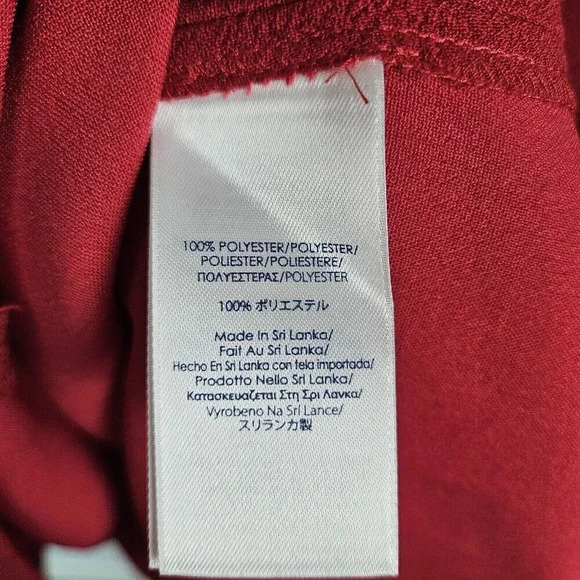 100% POLYESTER/POLYESTER/
POLIESTER/POLIESTERE/
ΠΟΛΥΕΣΤΕΡΑΣ/POLYESTER
100% ポリエステル
Made In Sri Lanka/
Fait Au Sri Lanka/
Hecho En Sri Lanka con tela importada/
Prodotto Nello Sri Lanka/
Κατασκευαζεται Στη Σρι Λανκα/
Vyrobeno Na Srí Lance/
スリランカ製